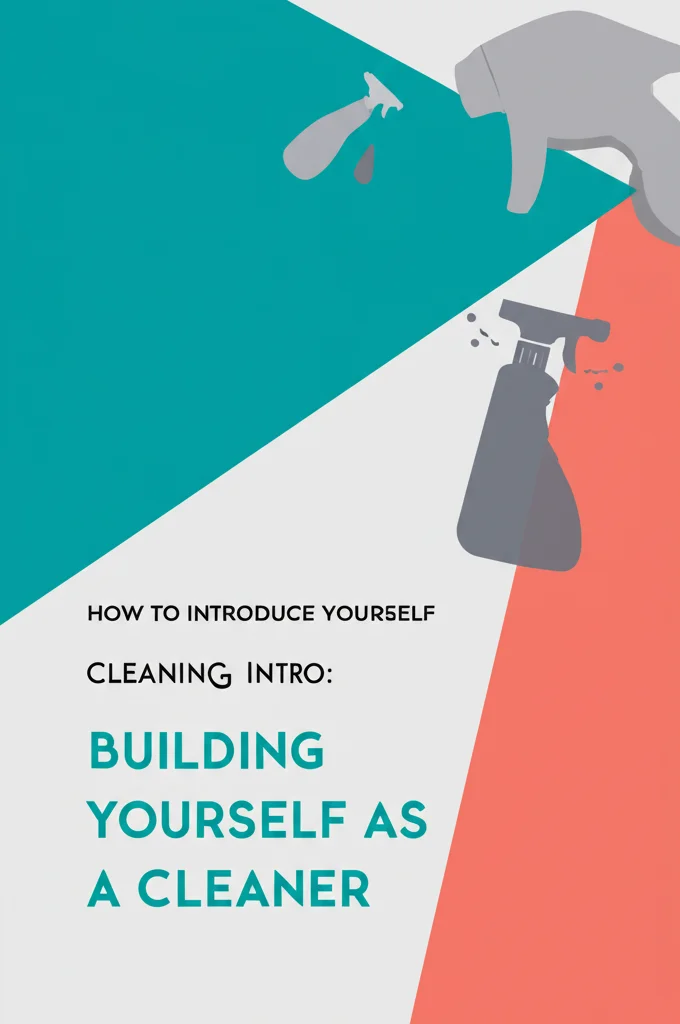 HOW TO INTRODUCE YOURSELF
CLEANING INTRO:
BUILDING
YOURSELF AS
A CLEANER